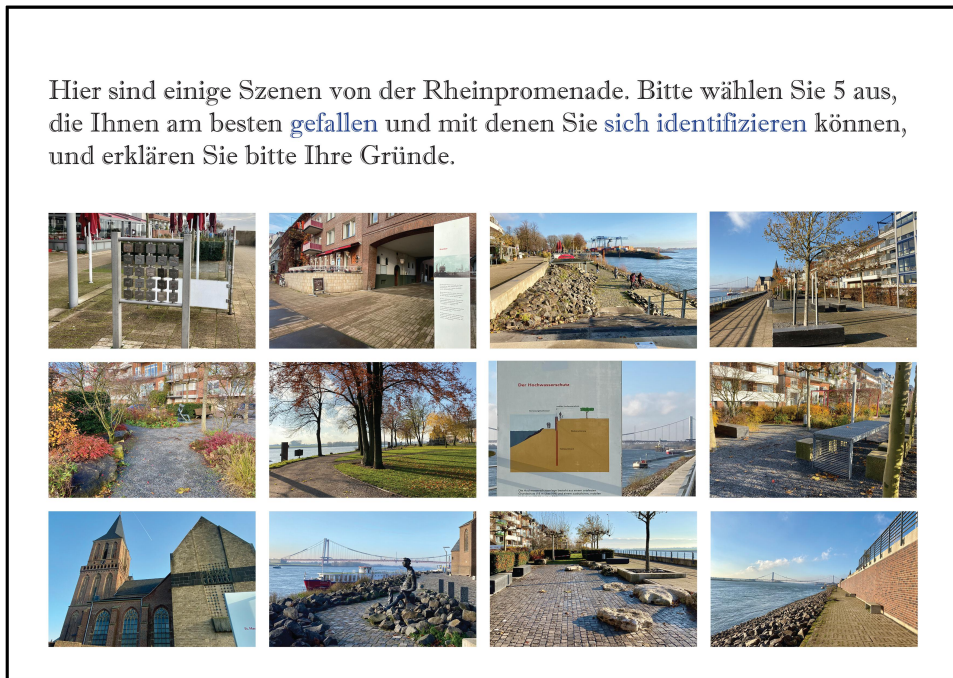 Hier sind einige Szenen von der Rheinpromenade. Bitte wählen Sie 5 aus,
die Ihnen am besten gefallen und mit denen Sie sich identifizieren können,
und erklären Sie bitte Ihre Gründe.
Der Hochwasserschutz